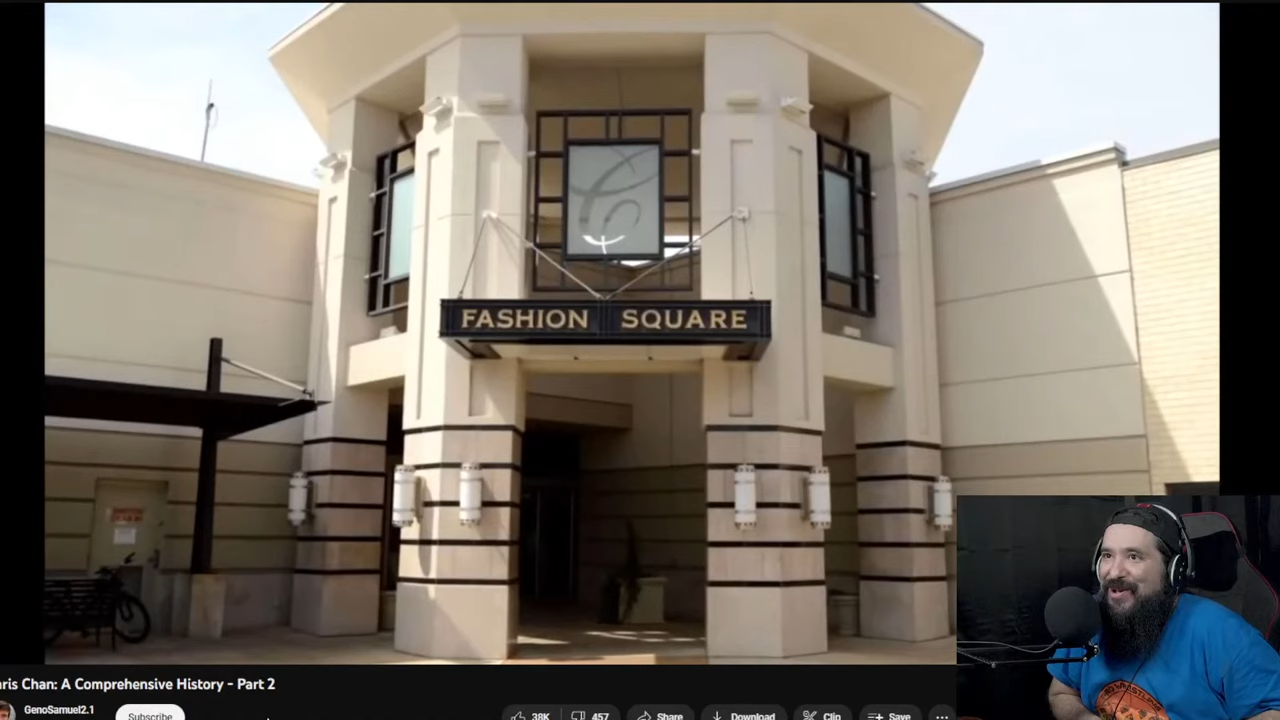 FASHION SQUARE
aris Chan: A Comprehensive History - Part 2
GenoSamuel2.1
Subscribe
38K
457
Share
Download
Clip
Save
...